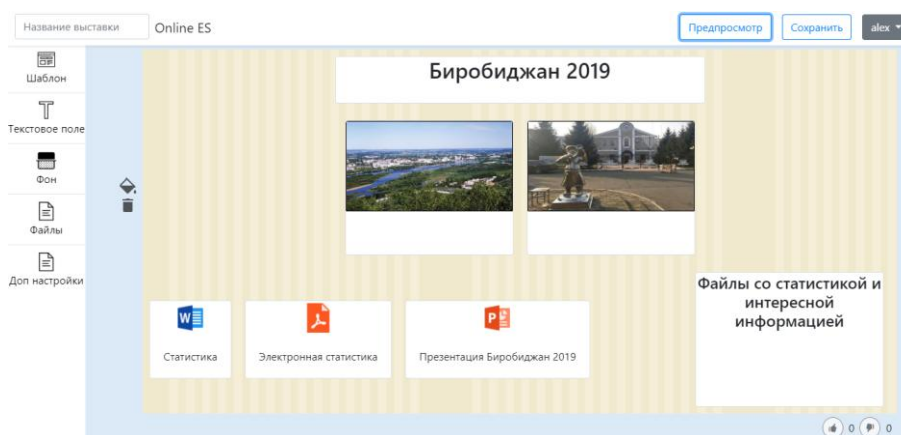 Название выставки
Online ES
Предпросмотр
Сохранить
alex
Шаблон
Текстовое поле
Фон
Файлы
Доп настройки
Биробиджан 2019
Файлы со статистикой и
интересной
информацией
W
Статистика
Электронная статистика
P
Презентация Биробиджан 2019
0
0